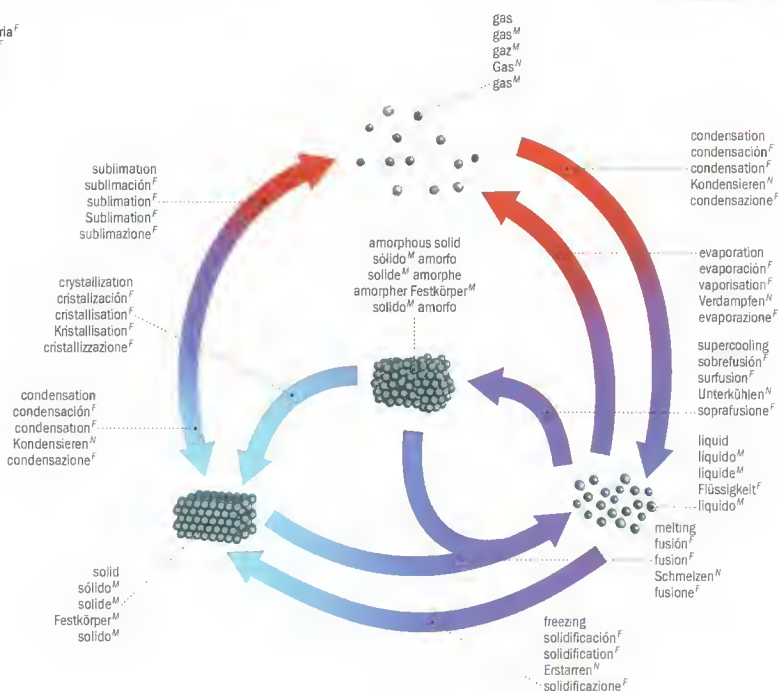 ria^F
F
gas
gas^M
gaz^M
Gas^N
gas^M
condensation
condensación^F
condensation^F
Kondensieren^N
condensazione^F
sublimation
sublimación^F
sublimation^F
Sublimation^F
sublimazione^F
amorphous solid
sólido^M amorfo
solide^M amorphe
amorpher Festkörper^M
solido^M amorfo
evaporation
evaporación^F
vaporisation^F
Verdampfen^N
evaporazione^F
crystallization
cristalización^F
cristallisation^F
Kristallisation^F
cristallizzazione^F
supercooling
sobrefusión^F
surfusion^F
Unterkühlen^N
soprafusione^F
condensation
condensación^F
condensation^F
Kondensieren^N
condensazione^F
liquid
líquido^M
liquide^M
Flüssigkeit^F
liquido^M
melting
fusión^F
fusion^F
Schmelzen^N
fusione^F
solid
sólido^M
solide^M
Festkörper^M
solido^M
freezing
solidificación^F
solidification^F
Erstarren^N
solidificazione^F